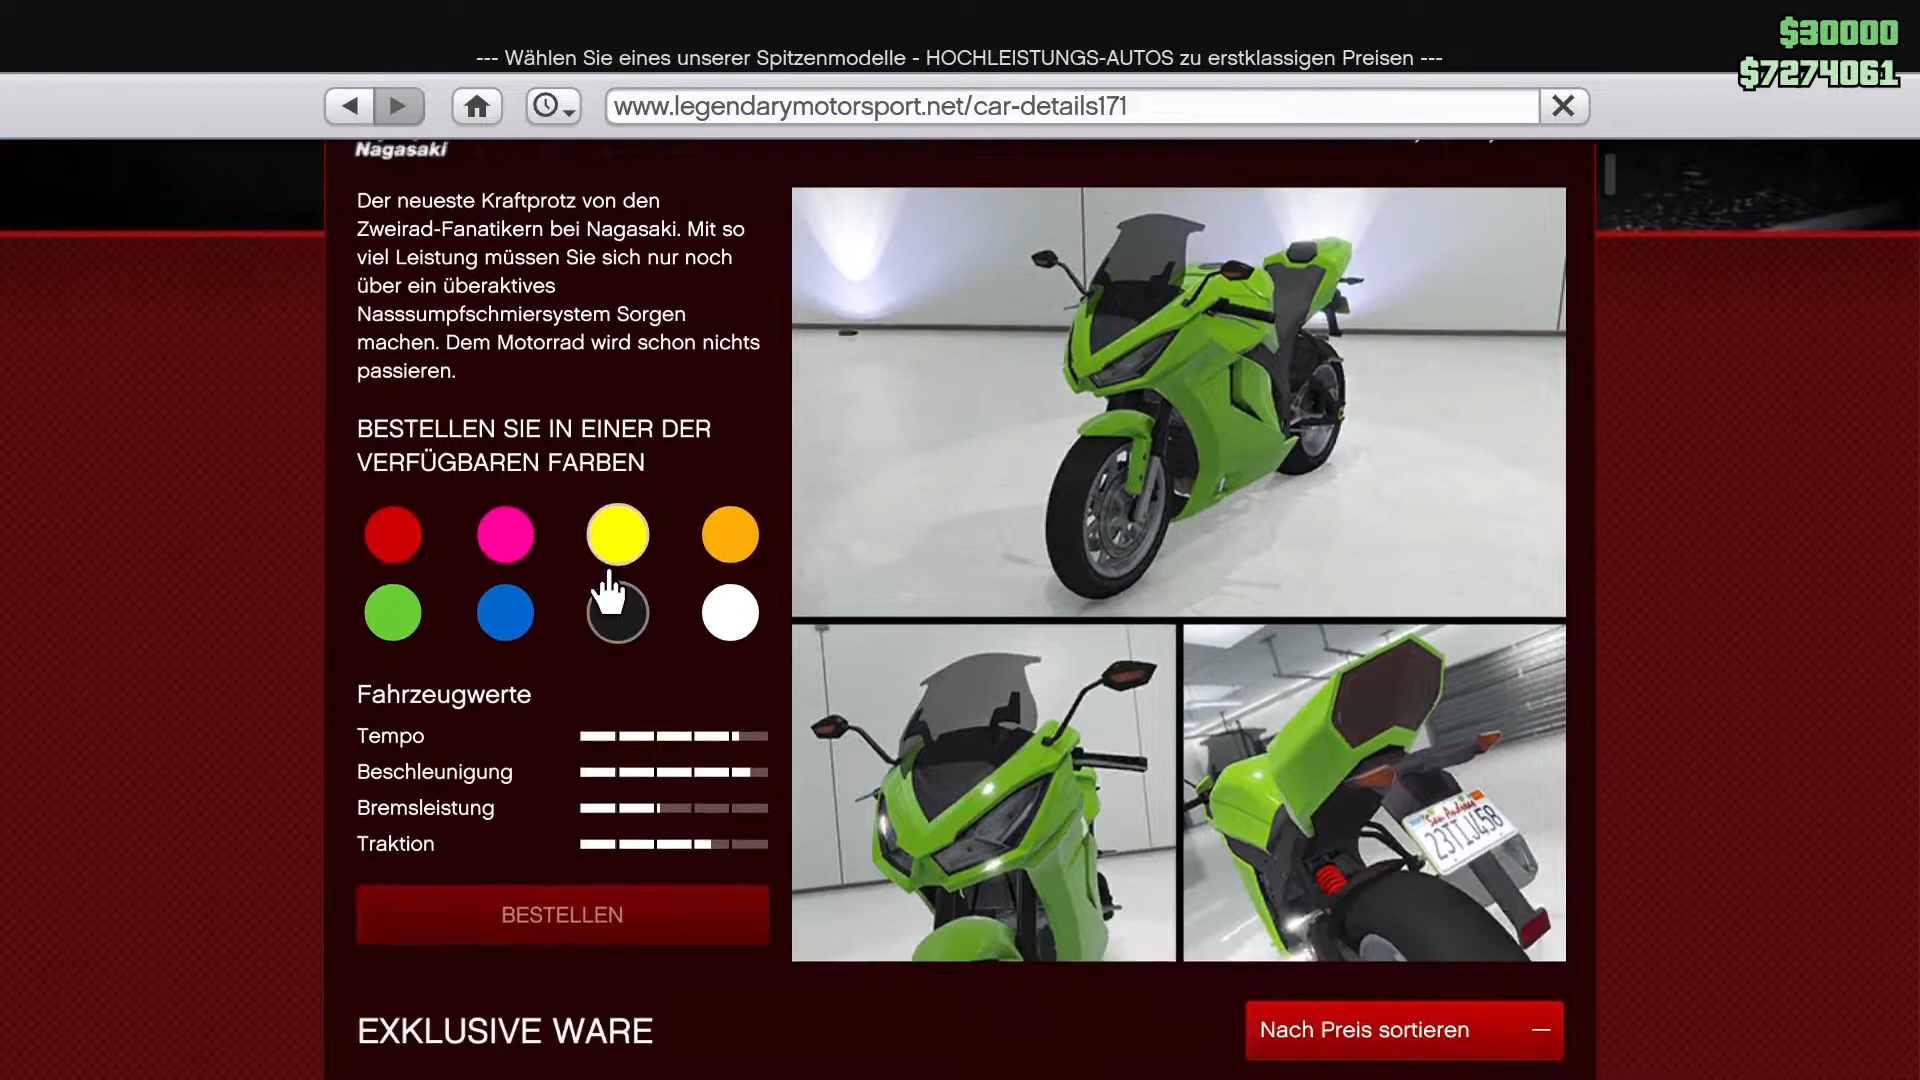 $30000
--- Wählen Sie eines unserer Spitzenmodelle - HOCHLEISTUNGS-AUTOS zu erstklassigen Preisen ---
$7274061
www.legendarymotorsport.net/car-details171
Nagasaki
Der neueste Kraftprotz von den
Zweirad-Fanatikern bei Nagasaki. Mit so
viel Leistung müssen Sie sich nur noch
über ein überaktives
Nasssumpfschmiersystem Sorgen
machen. Dem Motorrad wird schon nichts
passieren.
BESTELLEN SIE IN EINER DER
VERFÜGBAREN FARBEN
Fahrzeugwerte
Tempo
Beschleunigung
Bremsleistung
Traktion
BESTELLEN
San Andreas
23TIJ458
EXKLUSIVE WARE
Nach Preis sortieren